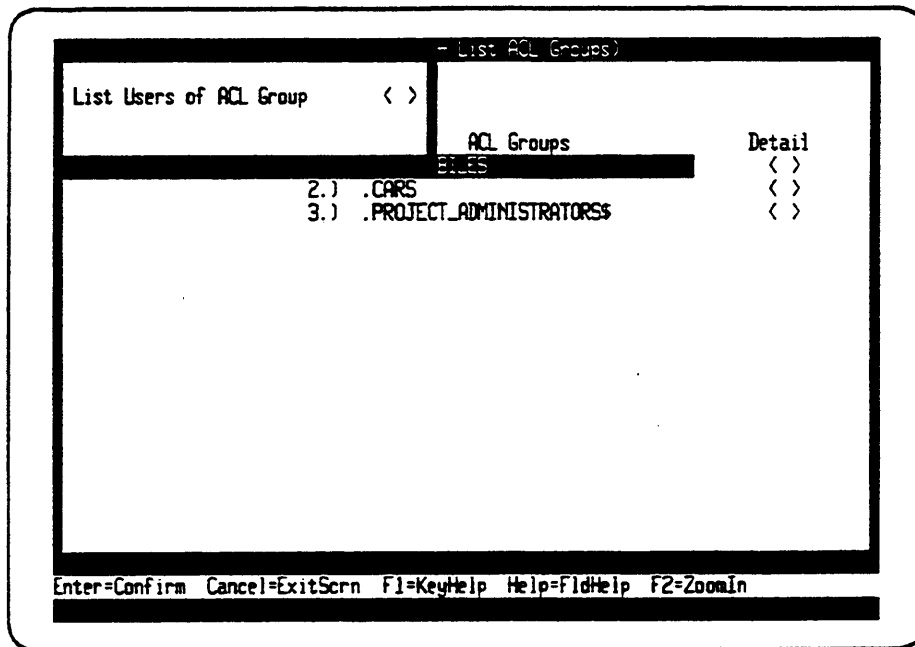 - List ACL Groups)
List Users of ACL Group < >
ACL Groups Detail
BILES < >
2.) .CARS < >
3.) .PROJECT_ADMINISTRATORS$ < >
Enter=Confirm Cancel=ExitScrn F1=KeyHelp Help=FldHelp F2=ZoomIn